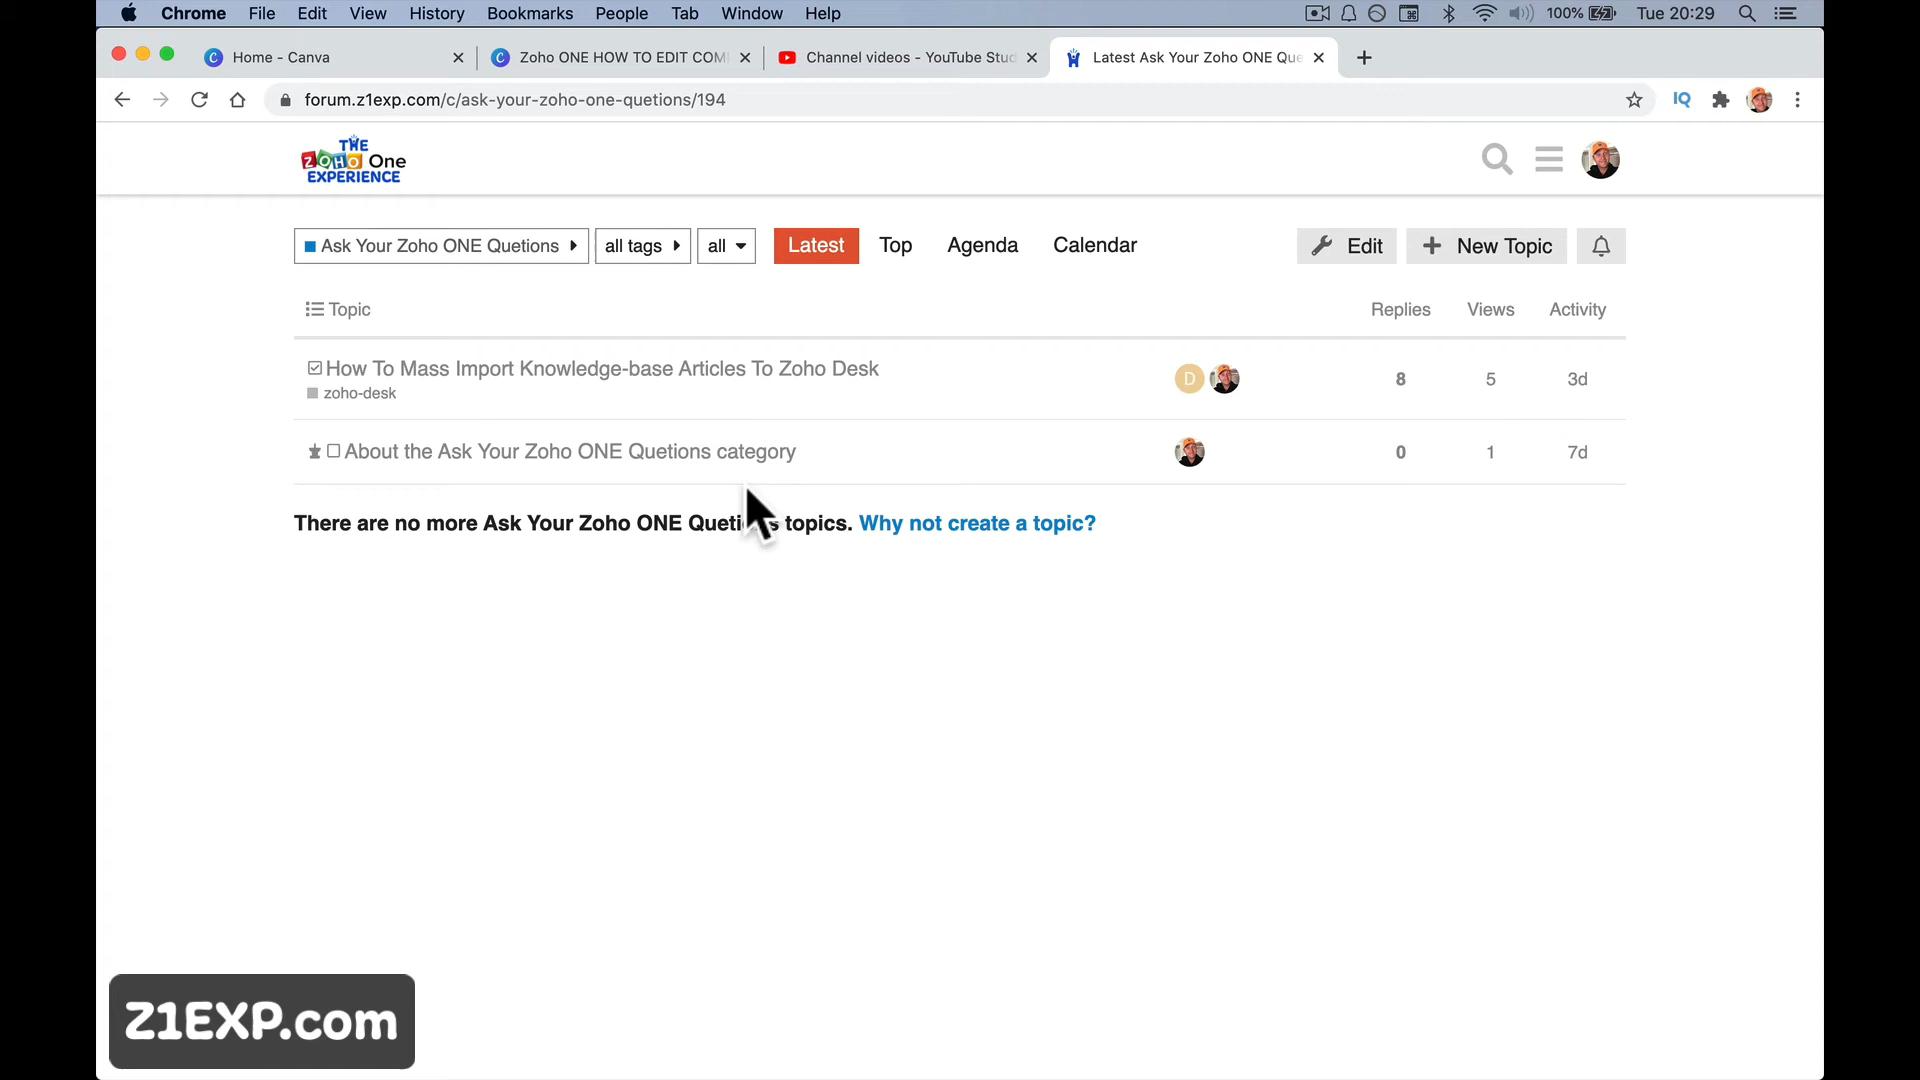 Chrome File Edit View History Bookmarks People Tab Window Help 100% Tue 20:29
Home - Canva
Zoho ONE HOW TO EDIT COM
Channel videos - YouTube Stud
Latest Ask Your Zoho ONE Que
forum.z1exp.com/c/ask-your-zoho-one-quetions/194
IQ
THE
ZOHO One
EXPERIENCE
Ask Your Zoho ONE Quetions all tags all Latest Top Agenda Calendar Edit New Topic
Topic Replies Views Activity
How To Mass Import Knowledge-base Articles To Zoho Desk D 8 5 3d
zoho-desk
About the Ask Your Zoho ONE Quetions category 0 1 7d
There are no more Ask Your Zoho ONE Quetions topics. Why not create a topic?
Z1EXP.com